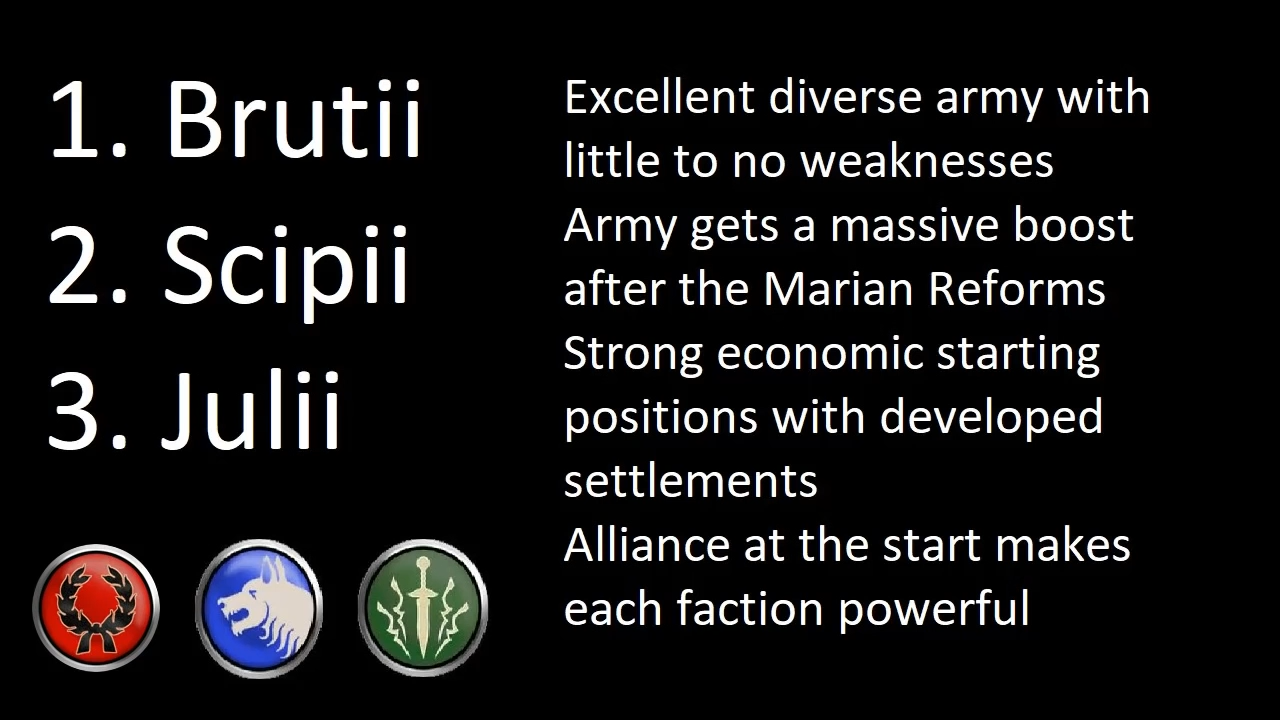 1. Brutii
2. Scipii
3. Julii
Excellent diverse army with
little to no weaknesses
Army gets a massive boost
after the Marian Reforms
Strong economic starting
positions with developed
settlements
Alliance at the start makes
each faction powerful